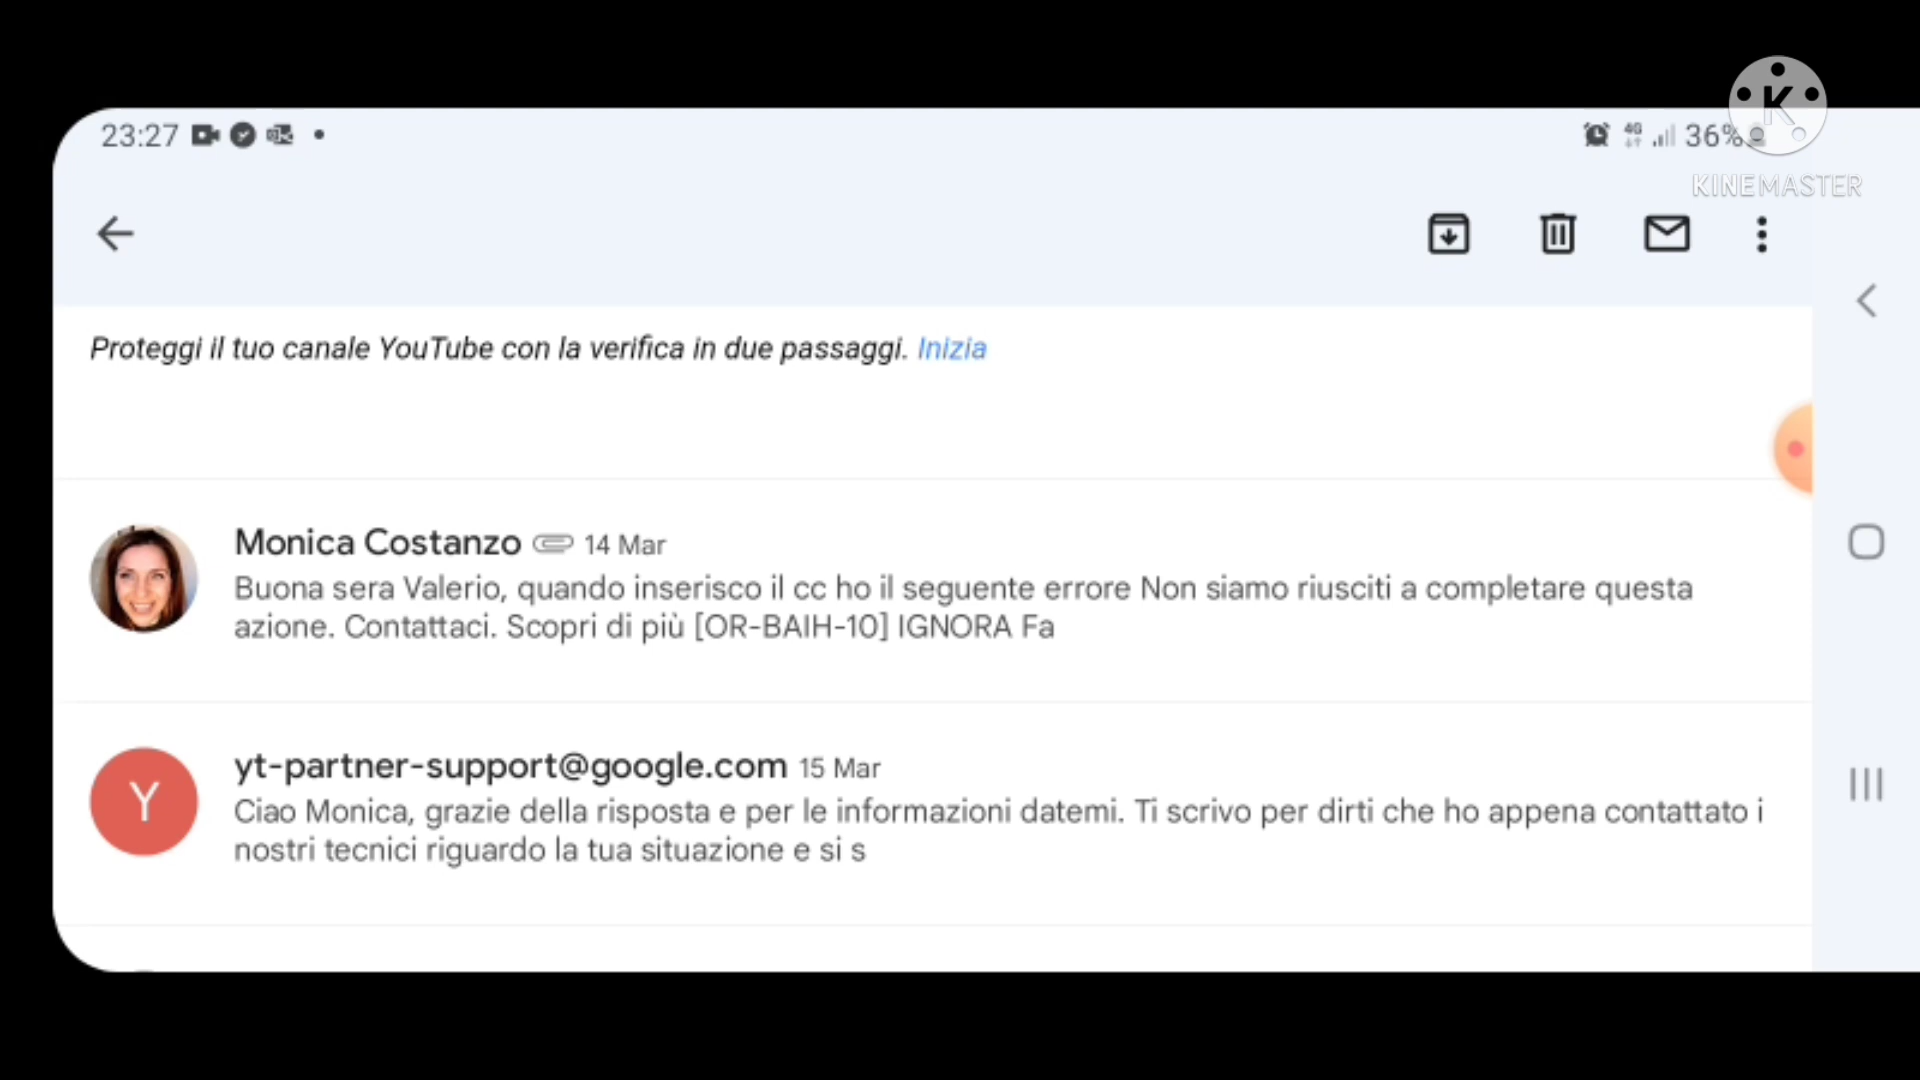 23:27
4G
36%
KINEMASTER
Proteggi il tuo canale YouTube con la verifica in due passaggi. Inizia
Monica Costanzo 14 Mar
Buona sera Valerio, quando inserisco il cc ho il seguente errore Non siamo riusciti a completare questa
azione. Contattaci. Scopri di più [OR-BAIH-10] IGNORA Fa
Y
yt-partner-support@google.com 15 Mar
Ciao Monica, grazie della risposta e per le informazioni datemi. Ti scrivo per dirti che ho appena contattato i
nostri tecnici riguardo la tua situazione e si s